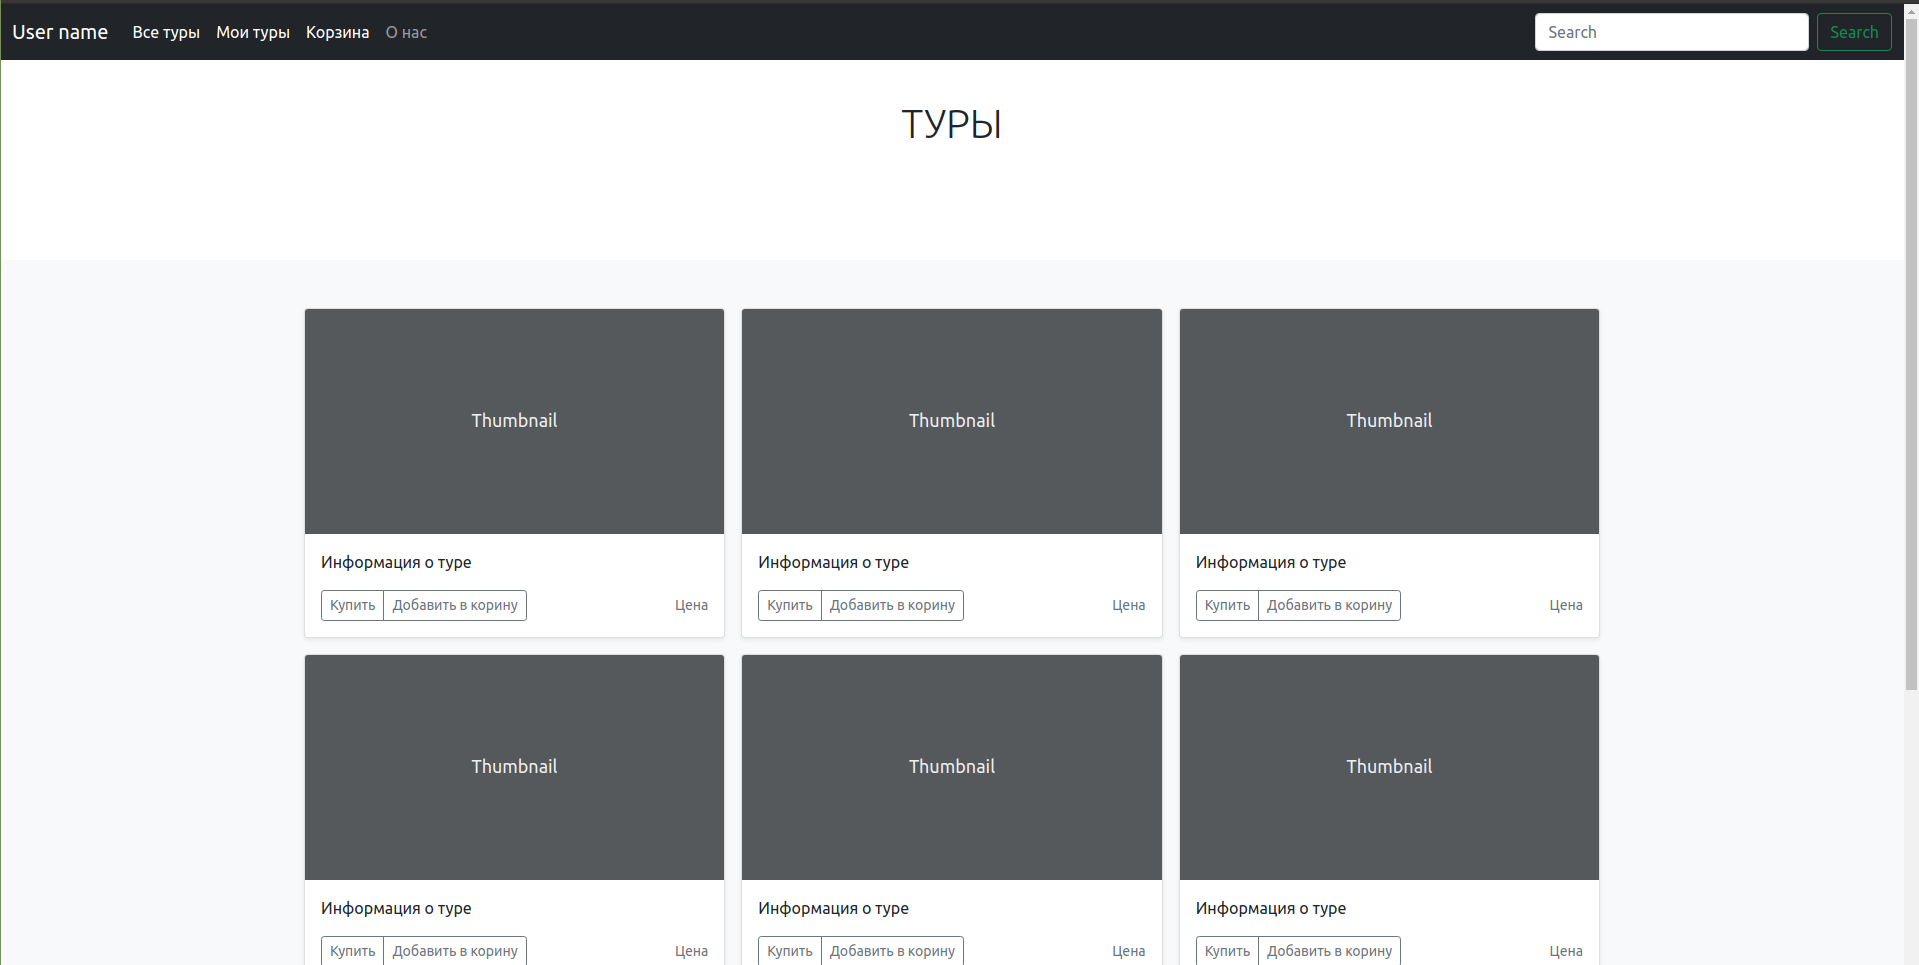 User name Все туры Мои туры Корзина О нас Search Search
ТУРЫ
Thumbnail Thumbnail Thumbnail
Информация о туре Информация о туре Информация о туре
Купить Добавить в корину Цена Купить Добавить в корину Цена Купить Добавить в корину Цена
Thumbnail Thumbnail Thumbnail
Информация о туре Информация о туре Информация о туре
Купить Добавить в корину Цена Купить Добавить в корину Цена Купить Добавить в корину Цена